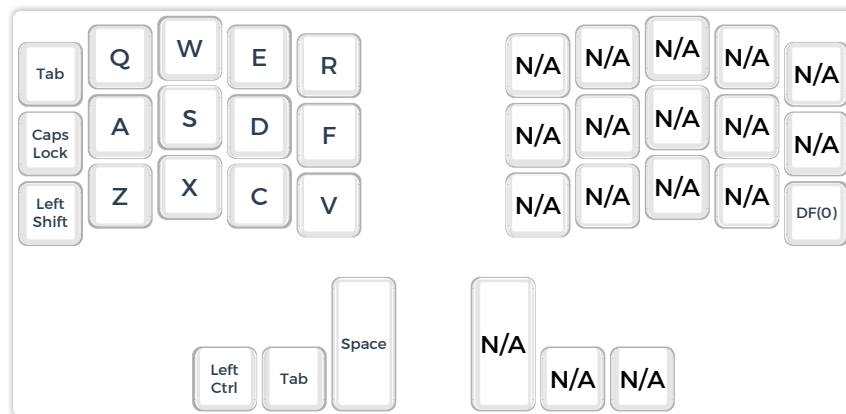 Tab Q W E R N/A N/A N/A N/A N/A
Caps
Lock A S D F N/A N/A N/A N/A N/A
Left
Shift Z X C V N/A N/A N/A N/A DF(0)
Left
Ctrl Tab Space N/A N/A N/A